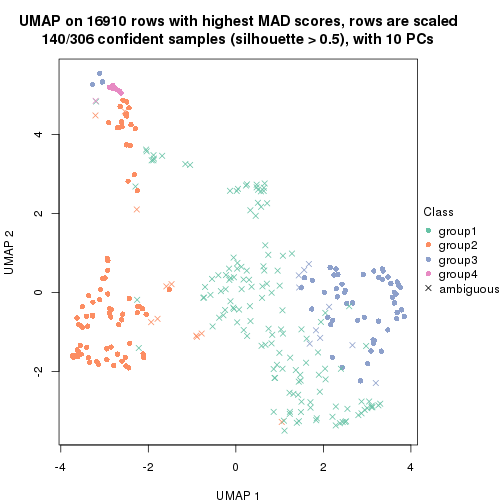 UMAP on 16910 rows with highest MAD scores, rows are scaled
140/306 confident samples (silhouette > 0.5), with 10 PCs
UMAP 2
4
2
0
-2
-4
-2
0
2
4
UMAP 1
Class
group1
group2
group3
group4
ambiguous